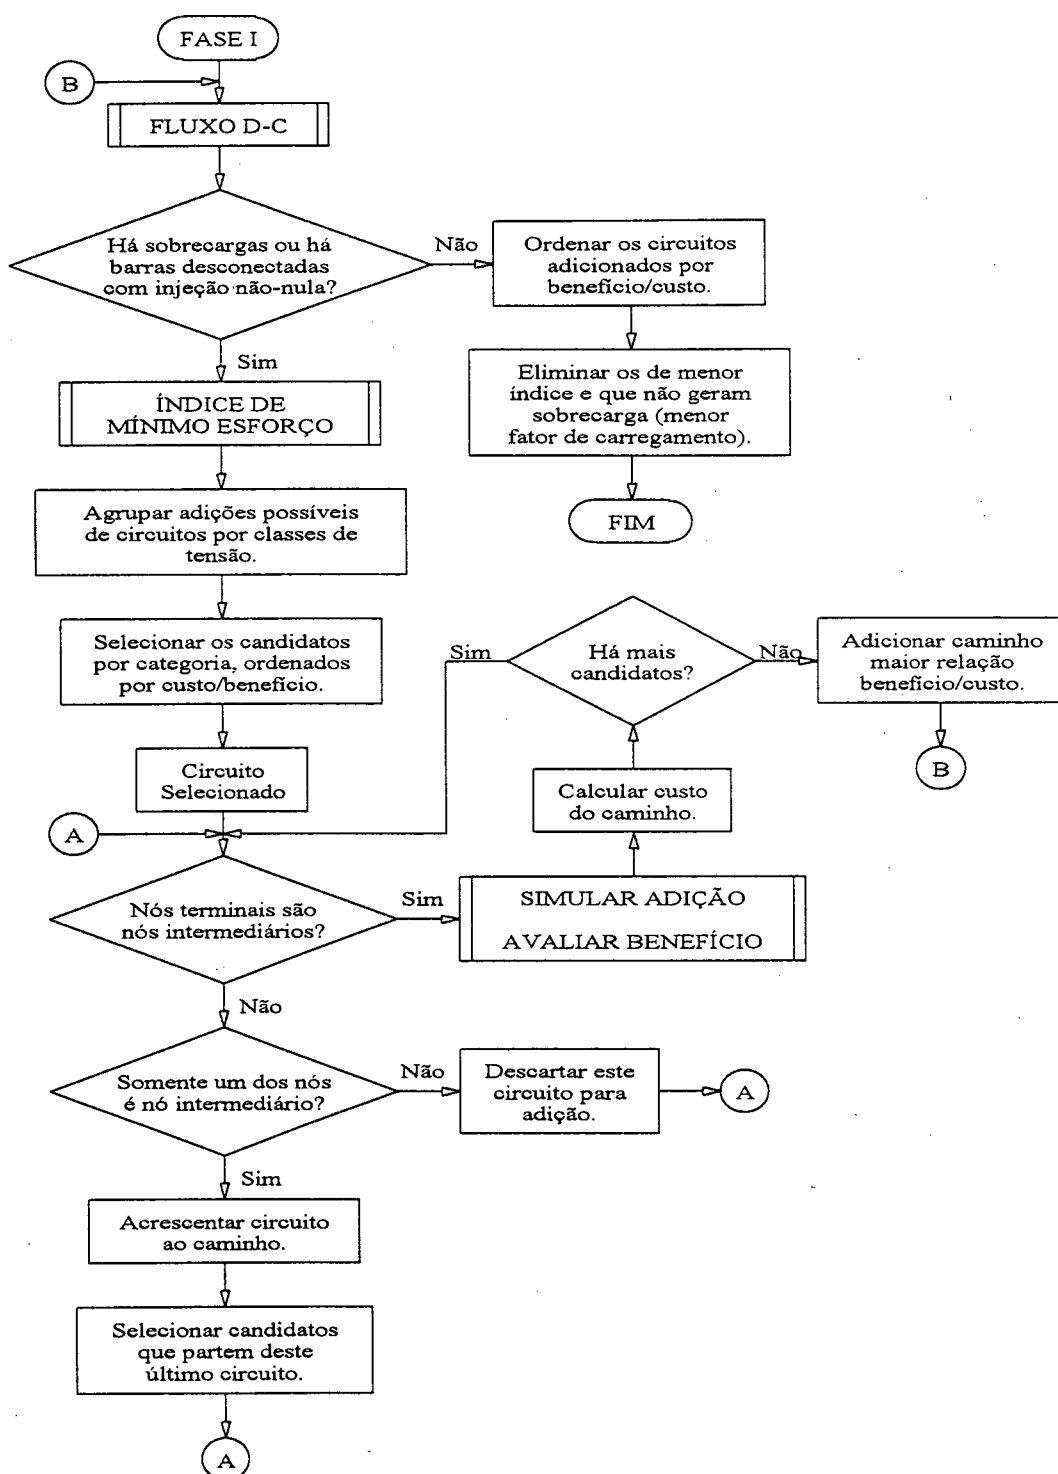 FASE I
B
FLUXO D-C
Há sobrecargas ou há
barras desconectadas
com injeção não-nula?
Não
Ordenar os circuitos
adicionados por
benefício/custo.
Sim
Eliminar os de menor
índice e que não geram
sobrecarga (menor
fator de carregamento).
FIM
ÍNDICE DE
MÍNIMO ESFORÇO
Agrupar adições possíveis
de circuitos por classes de
tensão.
Selecionar os candidatos
por categoria, ordenados
por custo/benefício.
Sim
Há mais
candidatos?
Não
Adicionar caminho
maior relação
benefício/custo.
B
Circuito
Selecionado
Calcular custo
do caminho.
A
Nós terminais são
nós intermediários?
Sim
SIMULAR ADIÇÃO
AVALIAR BENEFÍCIO
Não
Somente um dos nós
é nó intermediário?
Não
Descartar este
circuito para
adição.
A
Sim
Acrescentar circuito
ao caminho.
Selecionar candidatos
que partem deste
último circuito.
A